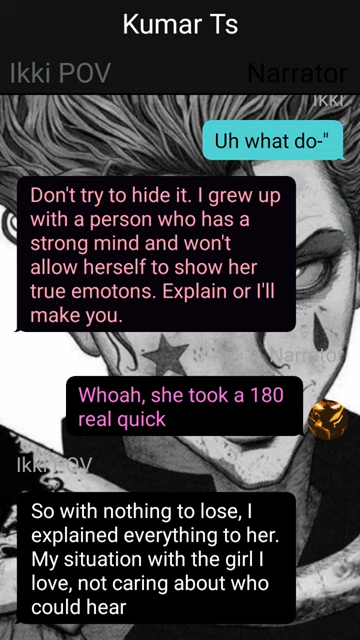 Kumar Ts
Ikki POV
Narrator
Ikki
Uh what do-"
Don't try to hide it. I grew up
with a person who has a
strong mind and won't
allow herself to show her
true emotons. Explain or I'll
make you.
Narrator
Whoah, she took a 180
real quick
Ikki POV
So with nothing to lose, I
explained everything to her.
My situation with the girl I
love, not caring about who
could hear